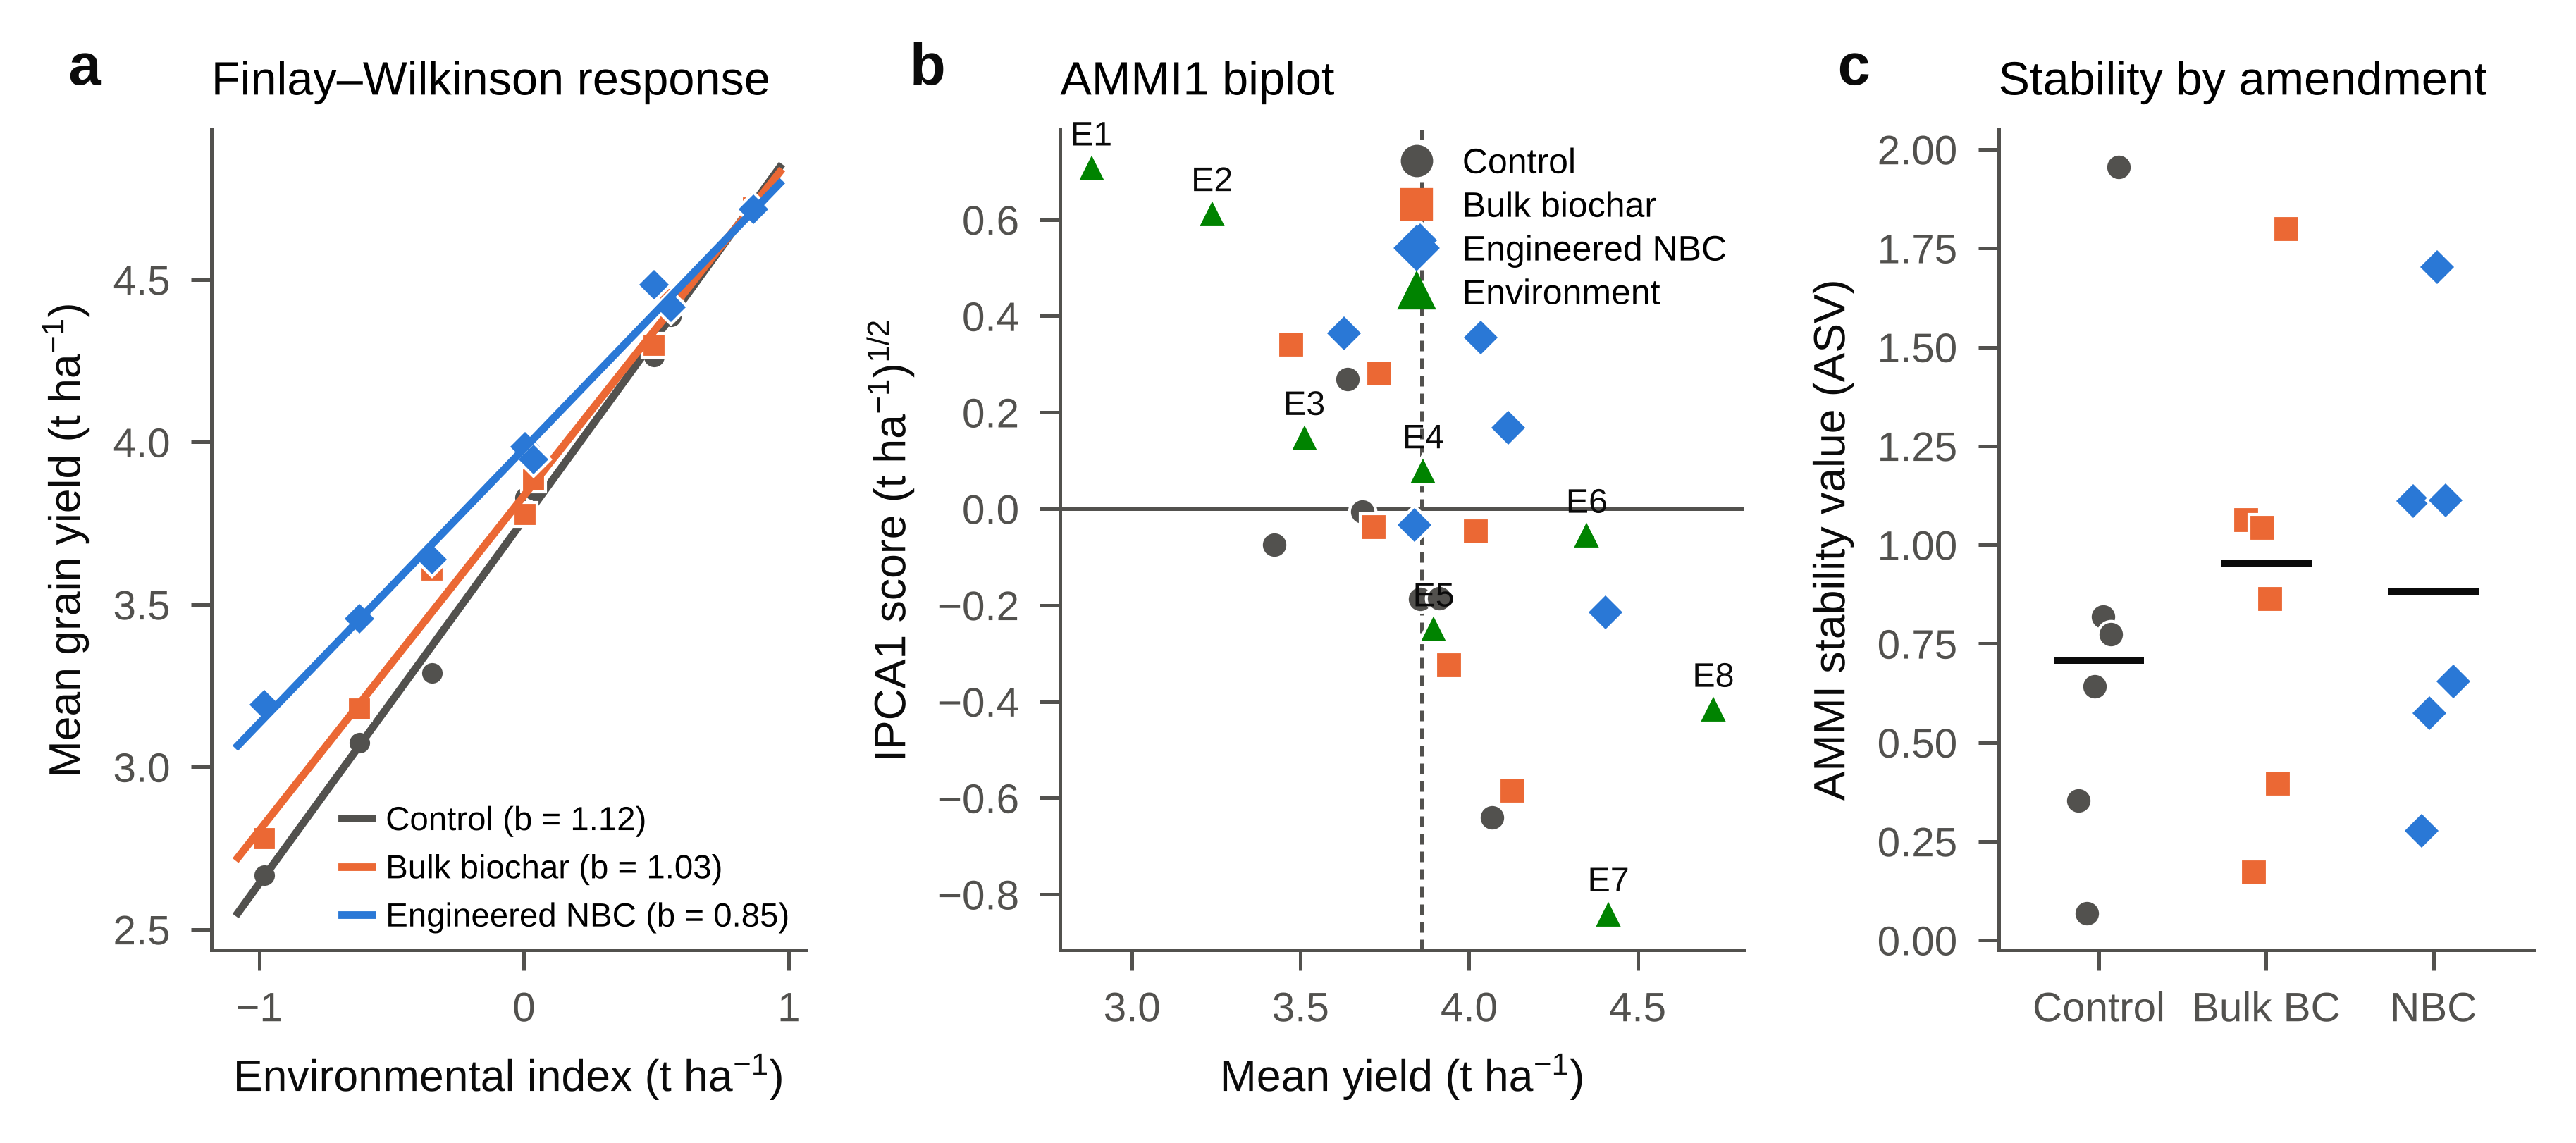 a
Finlay–Wilkinson response
Mean grain yield (t ha⁻¹)
4.5
4.0
3.5
3.0
2.5
Control (b = 1.12)
Bulk biochar (b = 1.03)
Engineered NBC (b = 0.85)
−1
0
1
Environmental index (t ha⁻¹)
b
AMMI1 biplot
IPCA1 score (t ha⁻¹)¹/²
0.6
0.4
0.2
0.0
−0.2
−0.4
−0.6
−0.8
E1
E2
E3
E4
E6
E5
E8
E7
Control
Bulk biochar
Engineered NBC
Environment
3.0
3.5
4.0
4.5
Mean yield (t ha⁻¹)
c
Stability by amendment
AMMI stability value (ASV)
2.00
1.75
1.50
1.25
1.00
0.75
0.50
0.25
0.00
Control
Bulk BC
NBC